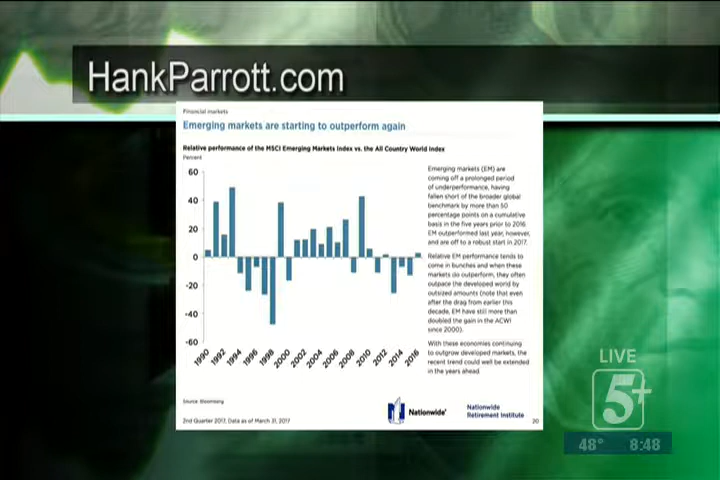 HankParrott.com
Financial markets
Emerging markets are starting to outperform again
Relative performance of the MSCI Emerging Markets Index vs. the All Country World Index
Percent
60
40
20
0
-20
-40
-60
1990
1992
1994
1996
1998
2000
2002
2004
2006
2008
2010
2012
2014
2016
Emerging markets (EM) are
coming off a prolonged period
of underperformance, having
fallen short of the broader global
benchmark by more than 50
percentage points on a cumulative
basis in the five years prior to 2016
EM outperformed last year, however,
and are off to a robust start in 2017.
Relative EM performance tends to
come in bunches and when these
markets do outperform, they often
outpace the developed world by
outsized amounts (note that even
after the drag from earlier this
decade, EM have still more than
doubled the gain in the ACWI
since 2000).
With these economies continuing
to outgrow developed markets, the
recent trend could well be extended
in the years ahead.
Source: Bloomberg
2nd Quarter 2017, Data as of March 31, 2017
Nationwide®
Nationwide
Retirement Institute
20
LIVE
5+
48° 8:48